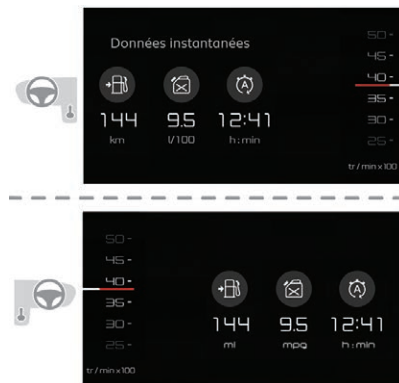 Données instantanées
144 9.5 12:41
km l/100 h:min
50-
45-
40-
35-
30-
25-
tr/min x100
50-
45-
40-
35-
30-
25-
tr/min x100
A
144 9.5 12:41
mi mpg h:min
A